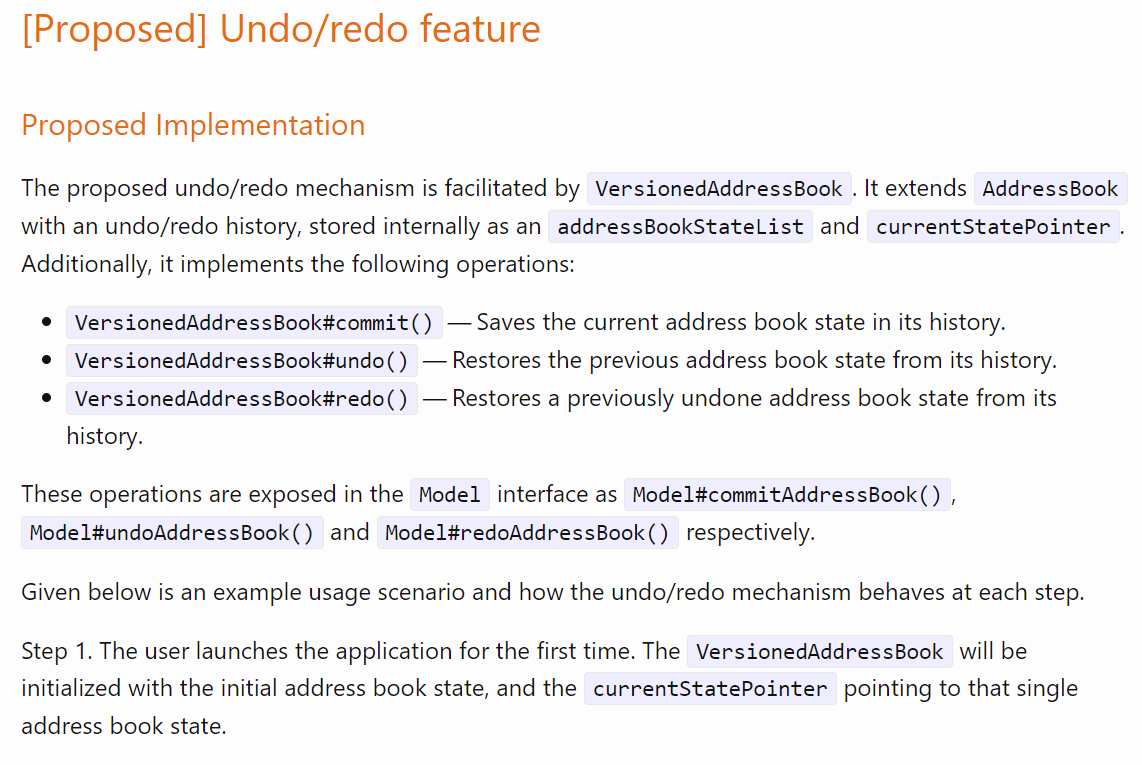 [Proposed] Undo/redo feature
Proposed Implementation
The proposed undo/redo mechanism is facilitated by VersionedAddressBook. It extends AddressBook
with an undo/redo history, stored internally as an addressBookStateList and currentStatePointer.
Additionally, it implements the following operations:
• VersionedAddressBook#commit() — Saves the current address book state in its history.
• VersionedAddressBook#undo() — Restores the previous address book state from its history.
• VersionedAddressBook#redo() — Restores a previously undone address book state from its
history.
These operations are exposed in the Model interface as Model#commitAddressBook(),
Model#undoAddressBook() and Model#redoAddressBook() respectively.
Given below is an example usage scenario and how the undo/redo mechanism behaves at each step.
Step 1. The user launches the application for the first time. The VersionedAddressBook will be
initialized with the initial address book state, and the currentStatePointer pointing to that single
address book state.